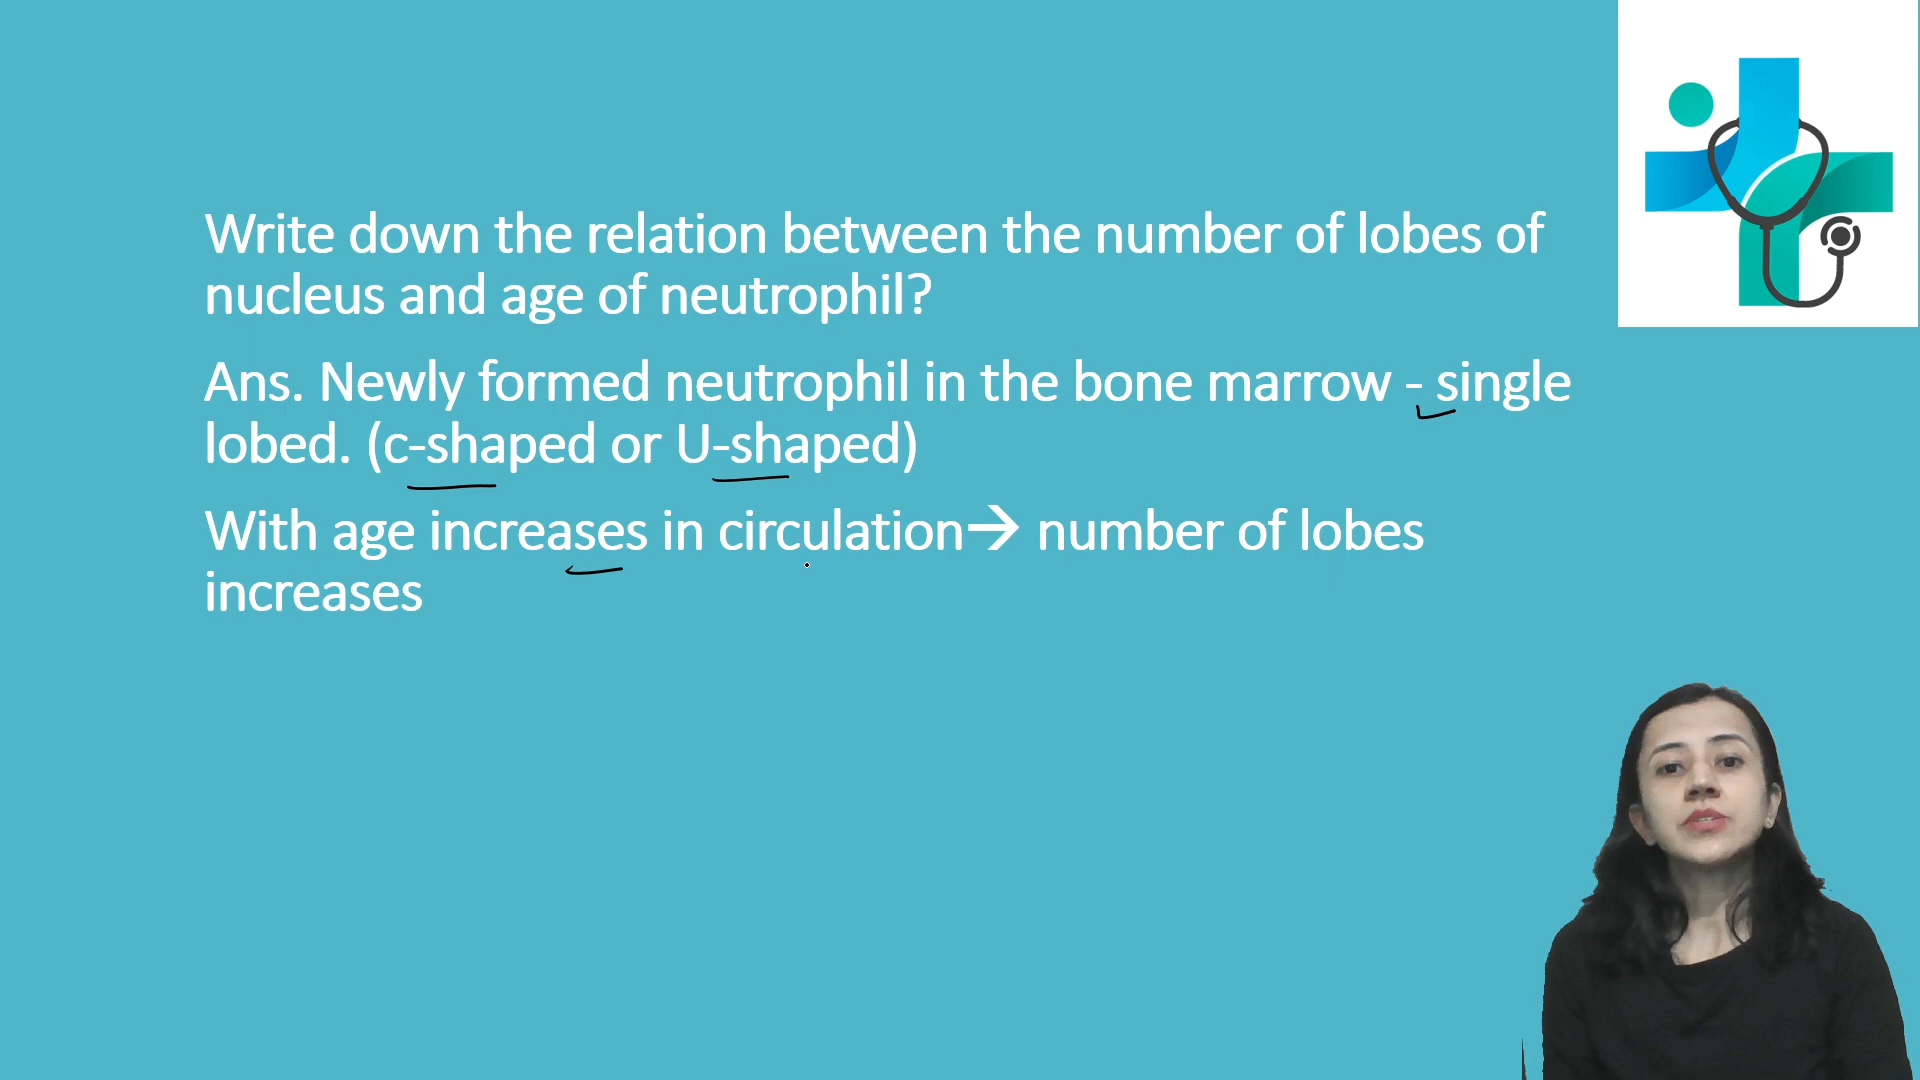 Write down the relation between the number of lobes of
nucleus and age of neutrophil?
Ans. Newly formed neutrophil in the bone marrow - single
lobed. (c-shaped or U-shaped)
With age increases in circulation→ number of lobes
increases